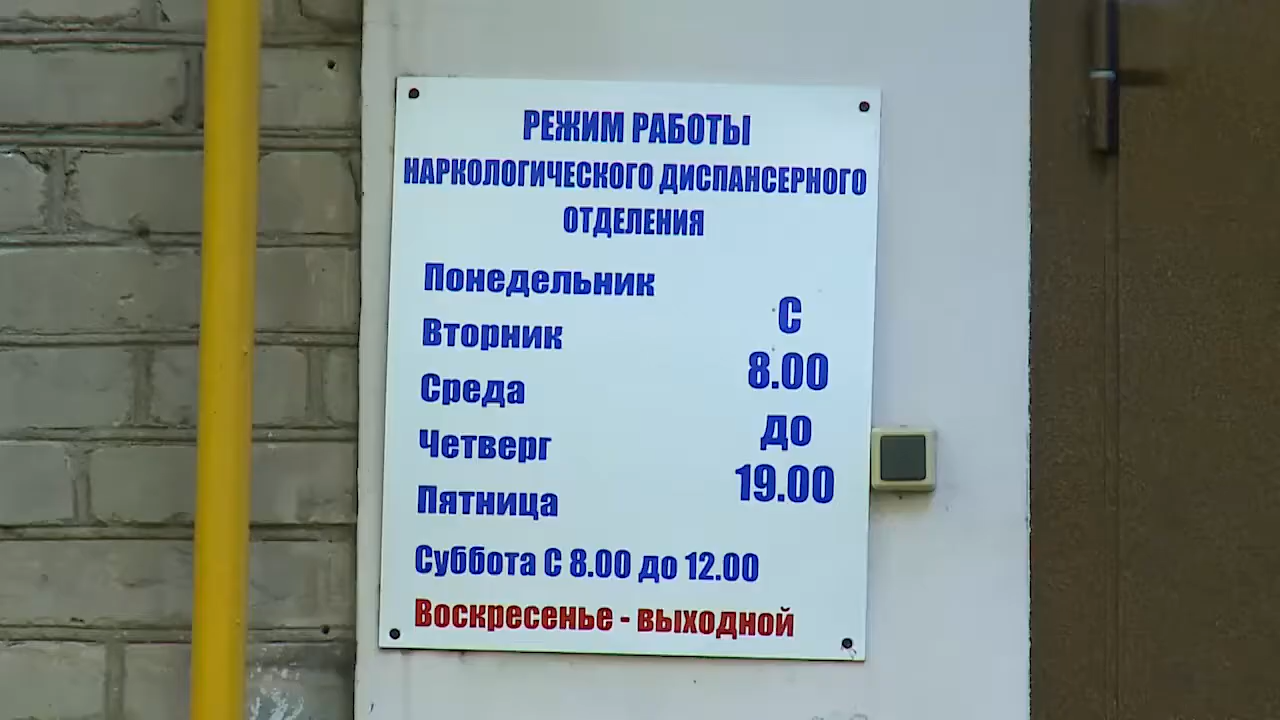 РЕЖИМ РАБОТЫ
НАРКОЛОГИЧЕСКОГО ДИСПАНСЕРНОГО
ОТДЕЛЕНИЯ
Понедельник
Вторник
Среда
Четверг
Пятница
С
8.00
до
19.00
Суббота С 8.00 до 12.00
Воскресенье - выходной